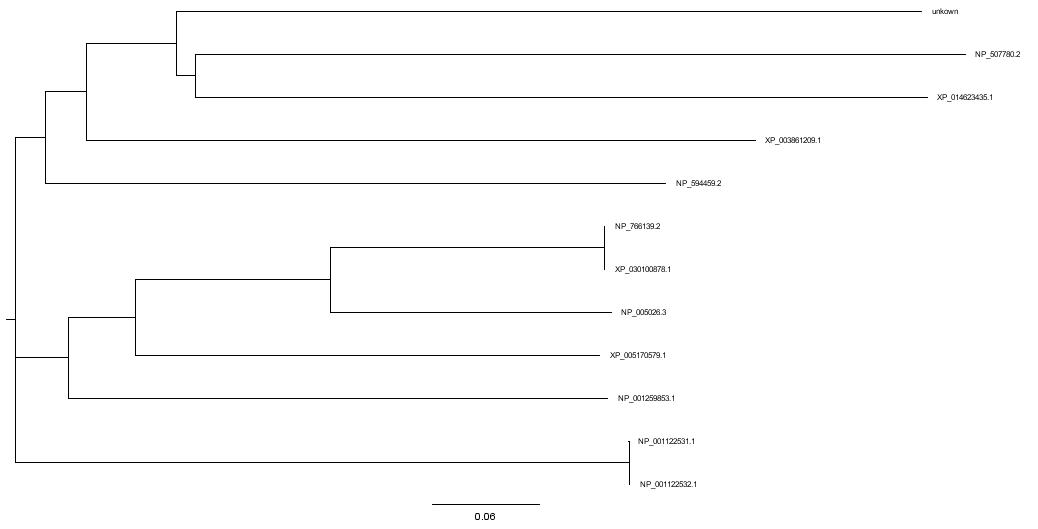 unkown
NP_507780.2
XP_014623435.1
XP_003861209.1
NP_594459.2
NP_766139.2
XP_030100878.1
NP_005026.3
XP_005170579.1
NP_001259853.1
NP_001122531.1
NP_001122532.1
0.06